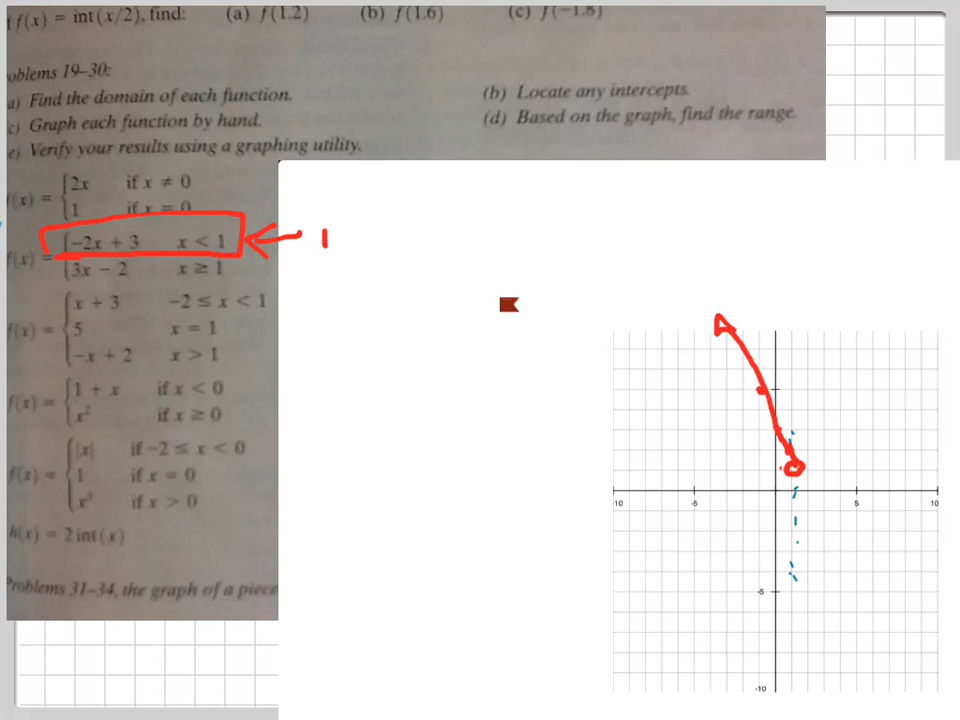 f(x) = int(x/2), find: (a) f(1.2) (b) f(1.6) (c) f(−1.8)
oblems 19–30:
a) Find the domain of each function. (b) Locate any intercepts.
c) Graph each function by hand. (d) Based on the graph, find the range.
e) Verify your results using a graphing utility.
f(x) = { 2x if x ≠ 0
1 if x = 0
f(x) = { −2x + 3 x < 1 ← 1
3x − 2 x ≥ 1
f(x) = { x + 3 −2 ≤ x < 1
5 x = 1
−x + 2 x > 1
f(x) = { 1 + x if x < 0
x² if x ≥ 0
f(x) = { |x| if −2 ≤ x < 0
1 if x = 0
x³ if x > 0
h(x) = 2 int(x)
Problems 31–34, the graph of a piece
-10 -5 5 10
-5
-10